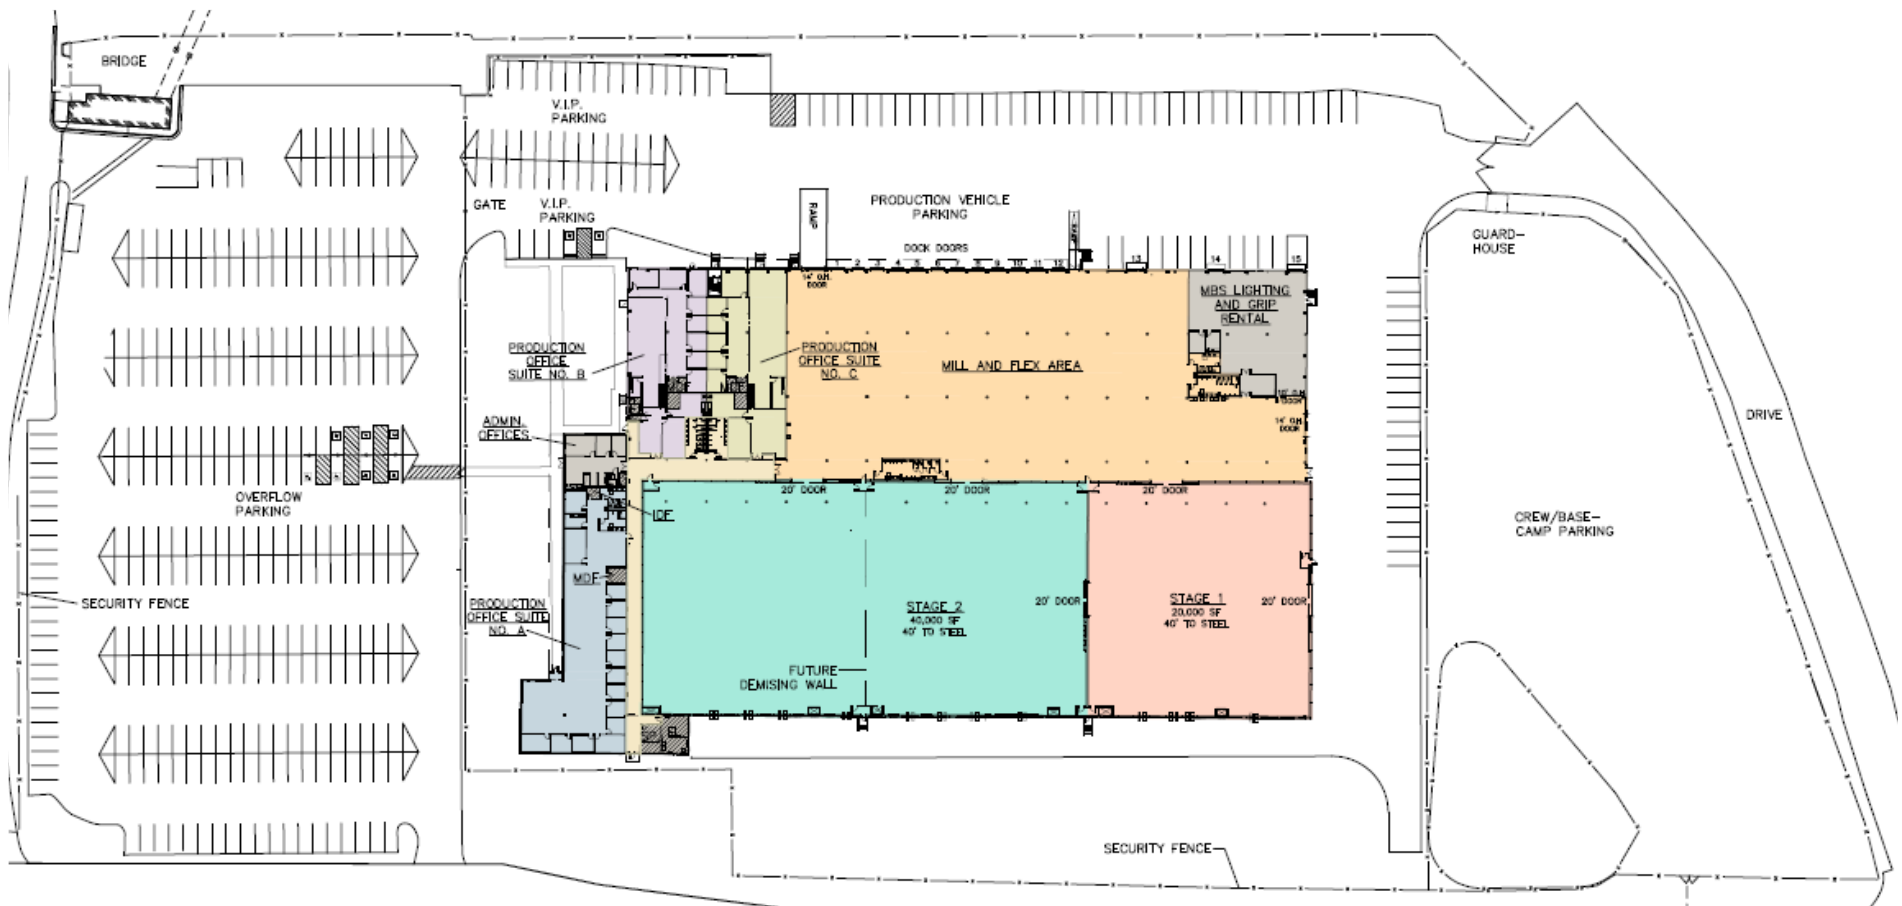 BRIDGE
V.I.P.
PARKING
GATE
V.I.P.
PARKING
RAMP
PRODUCTION VEHICLE
PARKING
RAMP
GUARD-
HOUSE
DOCK DOORS
1 2 3 4 5 6 7 8 9 10 11 12 13 14 15
14' O.H.
DOOR
MBS LIGHTING
AND GRIP
RENTAL
PRODUCTION
OFFICE
SUITE NO. B
PRODUCTION
OFFICE SUITE
NO. C
MILL AND FLEX AREA
MDF
MDF
DOOR
14' O.H.
DOOR
DRIVE
ADMIN.
OFFICES
OVERFLOW
PARKING
IDF
20' DOOR
20' DOOR
20' DOOR
CREW/BASE-
CAMP PARKING
MDF
SECURITY FENCE
PRODUCTION
OFFICE SUITE
NO. A
STAGE 2
40,000 SF
40' TO STEEL
20' DOOR
STAGE 1
20,000 SF
40' TO STEEL
20' DOOR
FUTURE
DEMISING WALL
SECURITY FENCE